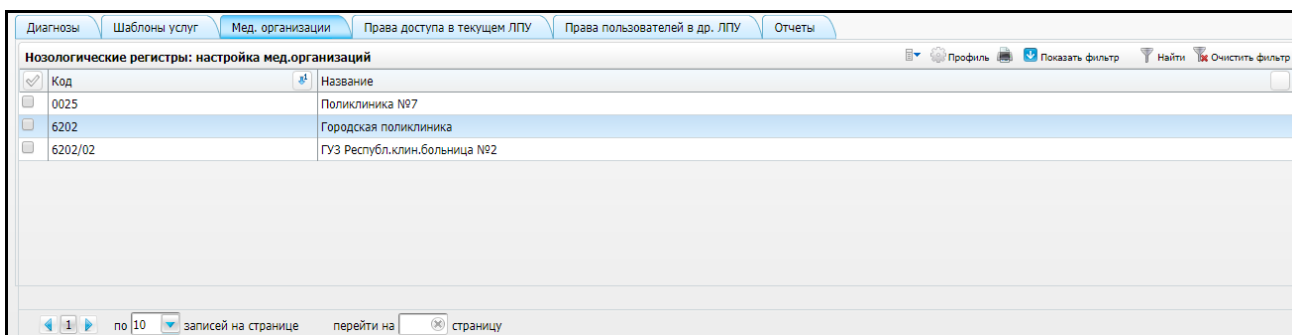 Диагнозы Шаблоны услуг Мед. организации Права доступа в текущем ЛПУ Права пользователей в др. ЛПУ Отчеты
Нозологические регистры: настройка мед.организаций Профиль Показать фильтр Найти Очистить фильтр
Код 1 Название
0025 Поликлиника №7
6202 Городская поликлиника
6202/02 ГУЗ Республ.клин.больница №2
1 по 10 записей на странице перейти на страницу